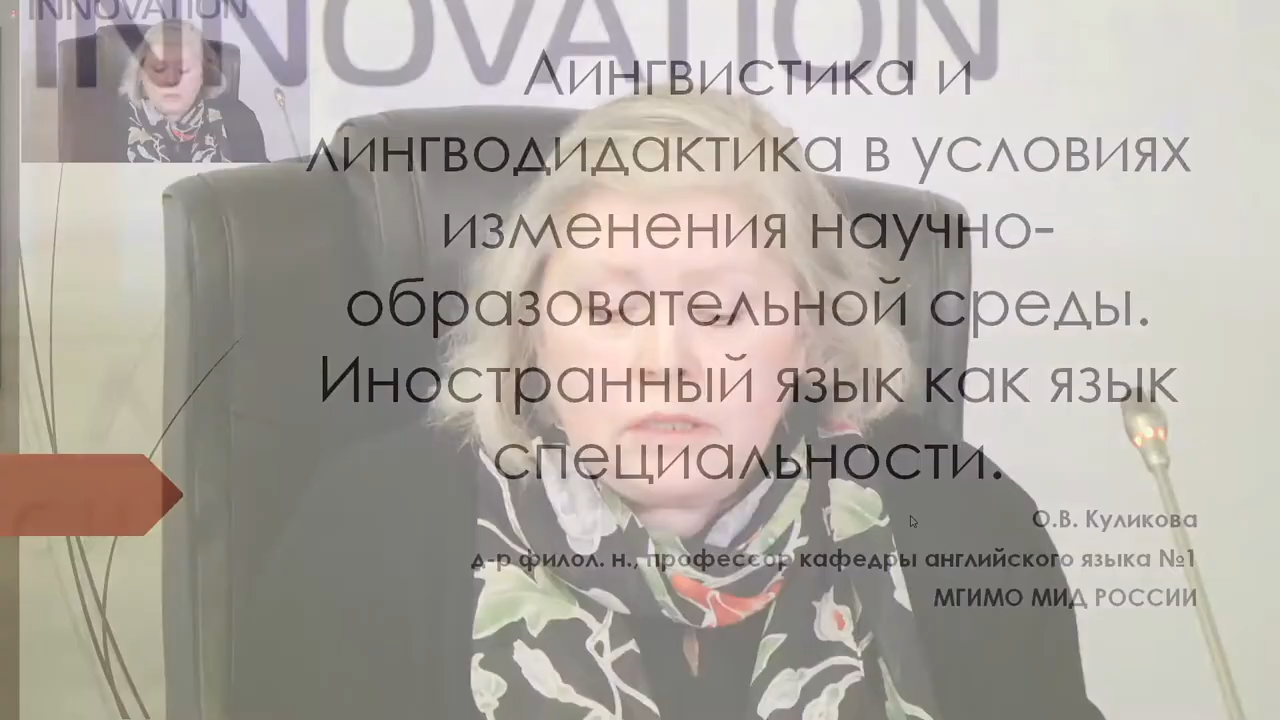 INNOVATION
INNOVATION
Лингвистика и
лингводидактика в условиях
изменения научно-
образовательной среды.
Иностранный язык как язык
специальности.
О.В. Куликова
д-р филол. н., профессор кафедры английского языка №1
МГИМО МИД РОССИИ